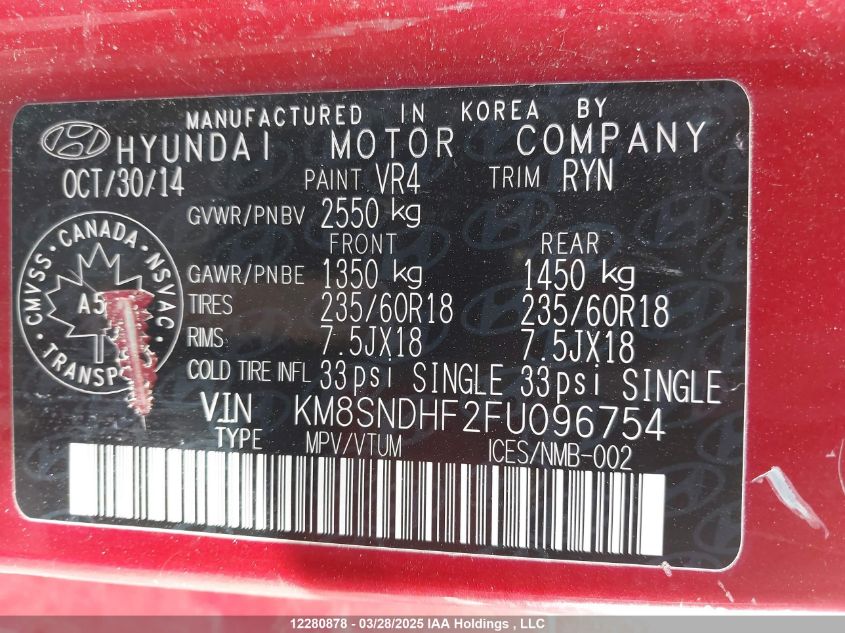 MANUFACTURED IN KOREA BY
HYUNDAI MOTOR COMPANY
OCT/30/14 PAINT VR4 TRIM RYN
GVWR/PNBV 2550 kg
FRONT REAR
GAWR/PNBE 1350 kg 1450 kg
TIRES 235/60R18 235/60R18
RIMS 7.5JX18 7.5JX18
COLD TIRE INFL 33psi SINGLE 33psi SINGLE
VIN KM8SNDHF2FU096754
TYPE MPV/VTUM ICES/NMB-002
CMVSS · CANADA · NSVAC
TRANSP
12280878 - 03/28/2025 IAA Holdings , LLC